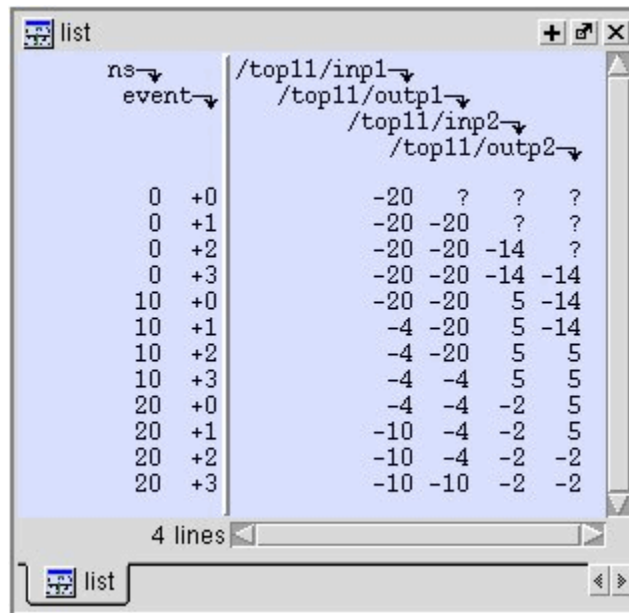 list
ns /top11/inp1
event /top11/outp1
/top11/inp2
/top11/outp2
0 +0 -20 ? ? ?
0 +1 -20 -20 ? ?
0 +2 -20 -20 -14 ?
0 +3 -20 -20 -14 -14
10 +0 -20 -20 5 -14
10 +1 -4 -20 5 -14
10 +2 -4 -20 5 5
10 +3 -4 -4 5 5
20 +0 -4 -4 -2 5
20 +1 -10 -4 -2 5
20 +2 -10 -4 -2 -2
20 +3 -10 -10 -2 -2
4 lines
list